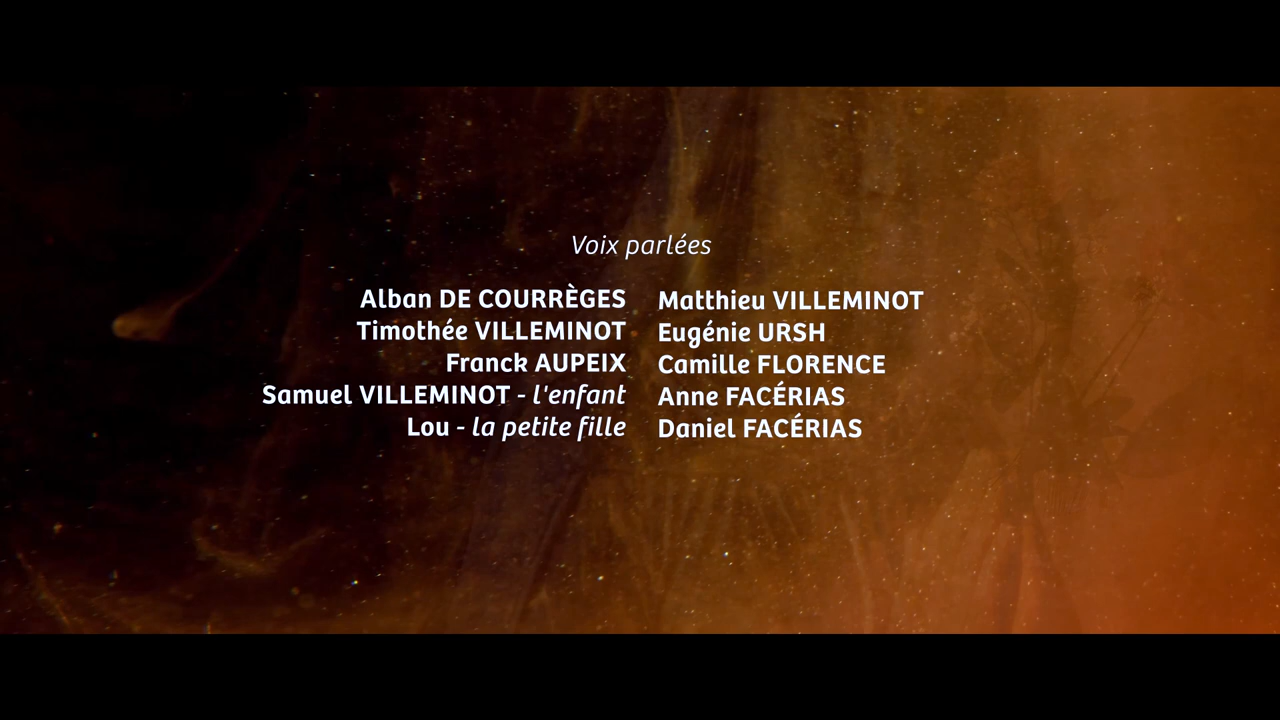 Voix parlées
Alban DE COURRÈGES
Timothée VILLEMINOT
Franck AUPEIX
Samuel VILLEMINOT - l'enfant
Lou - la petite fille
Matthieu VILLEMINOT
Eugénie URSH
Camille FLORENCE
Anne FACÉRIAS
Daniel FACÉRIAS